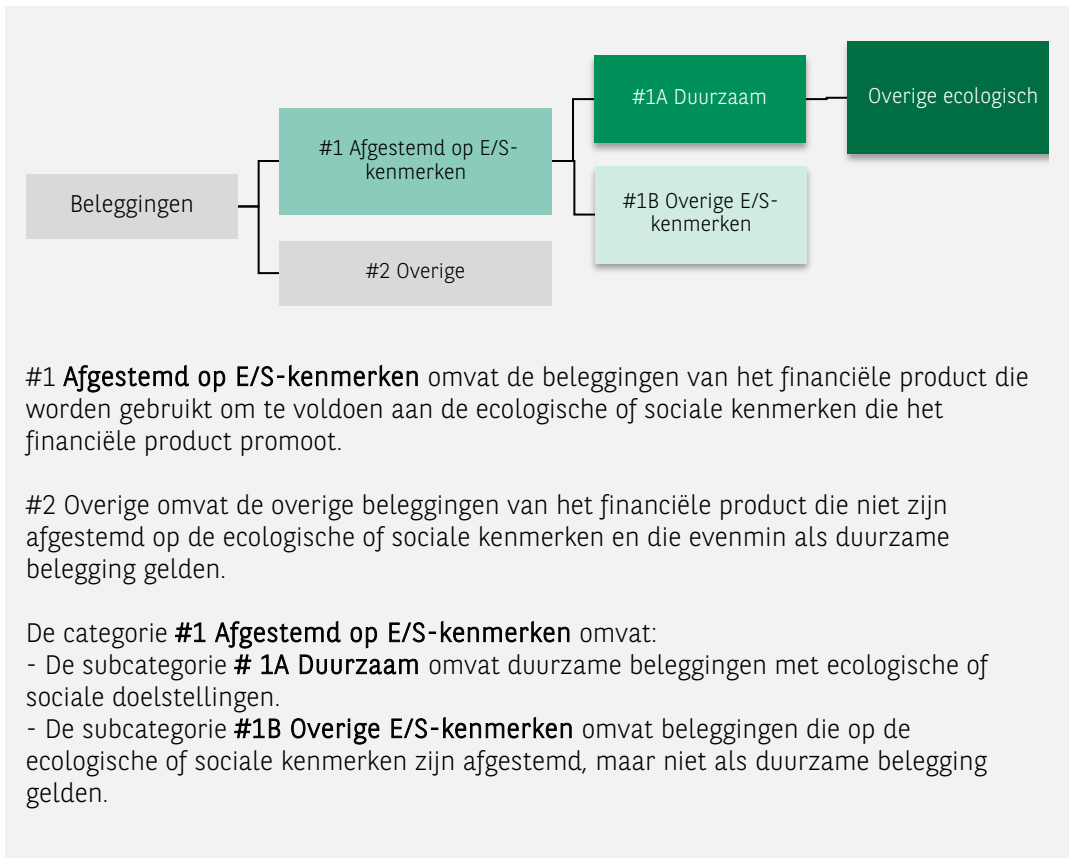 #1A Duurzaam
Overige ecologisch
#1 Afgestemd op E/S-
kenmerken
Beleggingen
#1B Overige E/S-
kenmerken
#2 Overige
#1 Afgestemd op E/S-kenmerken omvat de beleggingen van het financiële product die
worden gebruikt om te voldoen aan de ecologische of sociale kenmerken die het
financiële product promoot.
#2 Overige omvat de overige beleggingen van het financiële product die niet zijn
afgestemd op de ecologische of sociale kenmerken en die evenmin als duurzame
belegging gelden.
De categorie #1 Afgestemd op E/S-kenmerken omvat:
- De subcategorie # 1A Duurzaam omvat duurzame beleggingen met ecologische of
sociale doelstellingen.
- De subcategorie #1B Overige E/S-kenmerken omvat beleggingen die op de
ecologische of sociale kenmerken zijn afgestemd, maar niet als duurzame belegging
gelden.